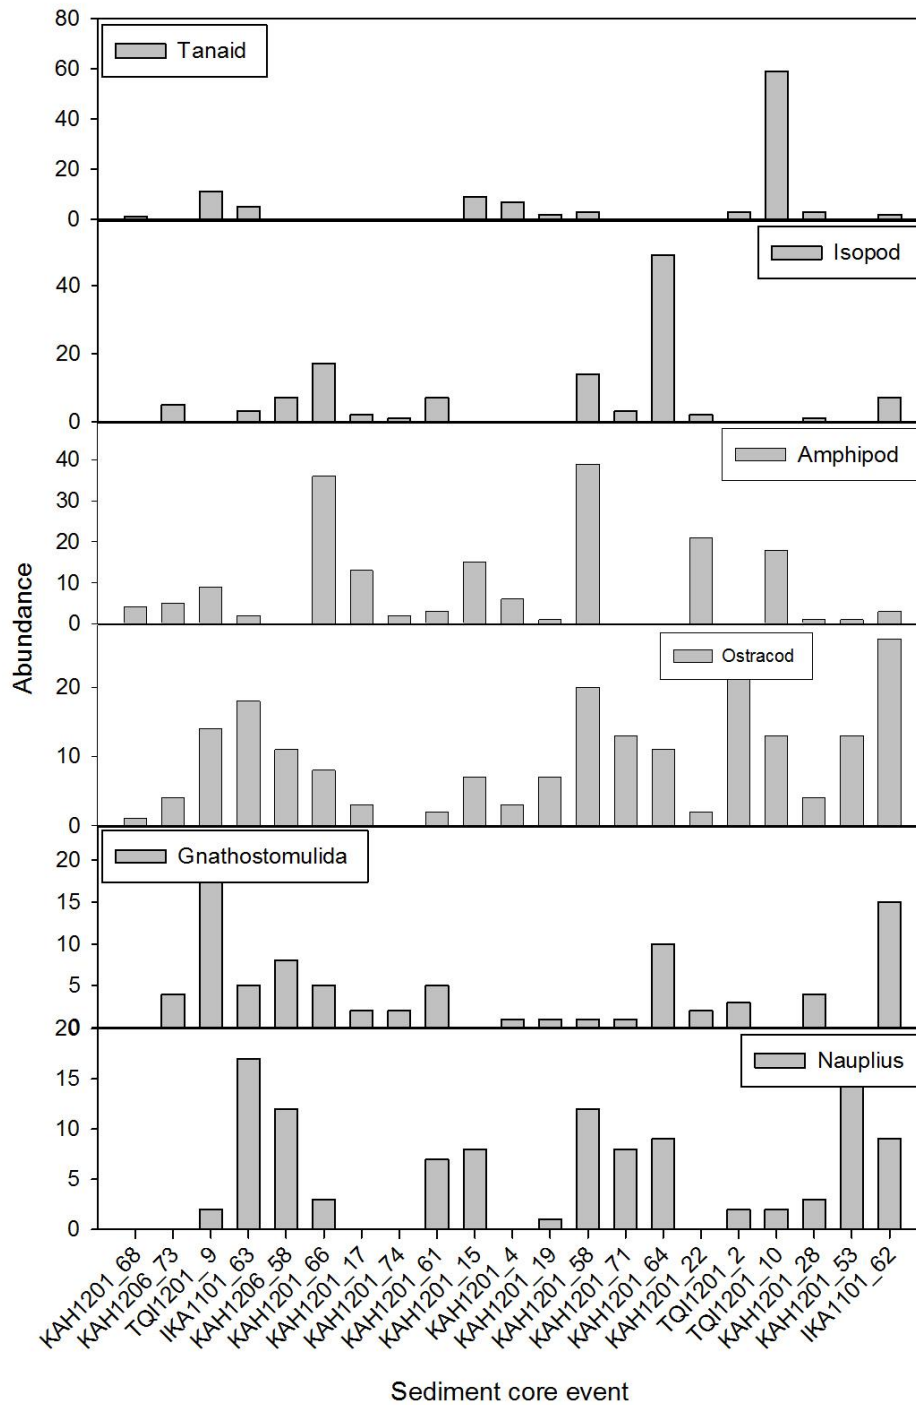 80
Tanaid
60
40
20
0
Isopod
40
20
0
Amphipod
40
30
20
10
0
Abundance
Ostracod
20
10
0
Gnathostomulida
20
15
10
5
0
20
Nauplius
15
10
5
0
KAH1201_68
KAH1206_73
TQI1201_9
IKA1101_63
KAH1206_58
KAH1201_66
KAH1201_17
KAH1201_74
KAH1201_61
KAH1201_15
KAH1201_4
KAH1201_19
KAH1201_58
KAH1201_71
KAH1201_64
KAH1201_22
TQI1201_2
TQI1201_10
KAH1201_28
KAH1201_53
IKA1101_62
Sediment core event